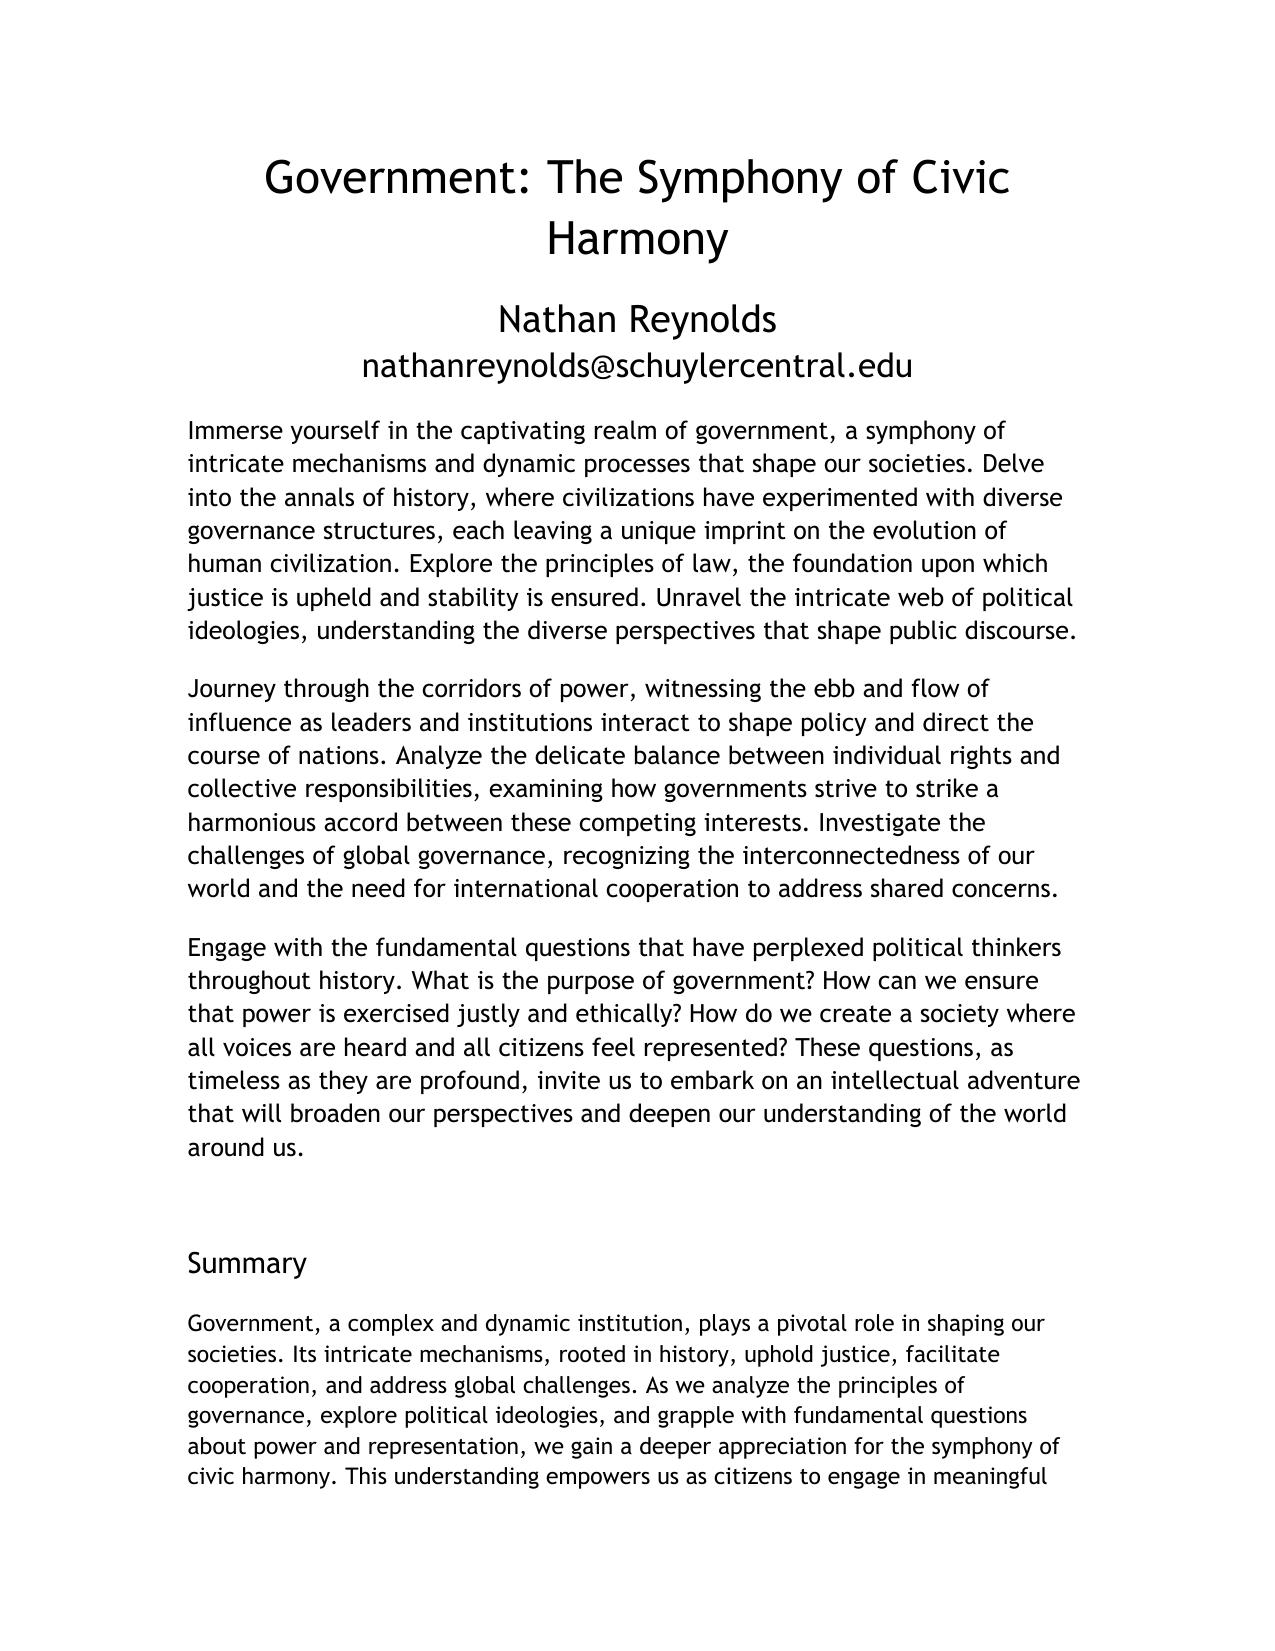 Government: The Symphony of Civic
Harmony
Nathan Reynolds
nathanreynolds@schuylercentral.edu
Immerse yourself in the captivating realm of government, a symphony of
intricate mechanisms and dynamic processes that shape our societies. Delve
into the annals of history, where civilizations have experimented with diverse
governance structures, each leaving a unique imprint on the evolution of
human civilization. Explore the principles of law, the foundation upon which
justice is upheld and stability is ensured. Unravel the intricate web of political
ideologies, understanding the diverse perspectives that shape public discourse.
Journey through the corridors of power, witnessing the ebb and flow of
influence as leaders and institutions interact to shape policy and direct the
course of nations. Analyze the delicate balance between individual rights and
collective responsibilities, examining how governments strive to strike a
harmonious accord between these competing interests. Investigate the
challenges of global governance, recognizing the interconnectedness of our
world and the need for international cooperation to address shared concerns.
Engage with the fundamental questions that have perplexed political thinkers
throughout history. What is the purpose of government? How can we ensure
that power is exercised justly and ethically? How do we create a society where
all voices are heard and all citizens feel represented? These questions, as
timeless as they are profound, invite us to embark on an intellectual adventure
that will broaden our perspectives and deepen our understanding of the world
around us.
Summary
Government, a complex and dynamic institution, plays a pivotal role in shaping our
societies. Its intricate mechanisms, rooted in history, uphold justice, facilitate
cooperation, and address global challenges. As we analyze the principles of
governance, explore political ideologies, and grapple with fundamental questions
about power and representation, we gain a deeper appreciation for the symphony of
civic harmony. This understanding empowers us as citizens to engage in meaningful